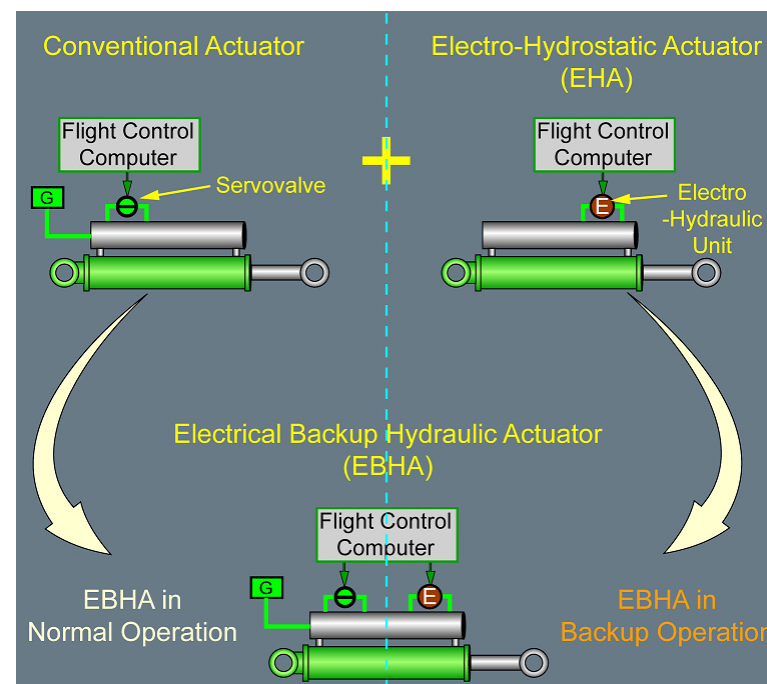 Conventional Actuator
Electro-Hydrostatic Actuator
(EHA)
Flight Control
Computer
Servovalve
G
Flight Control
Computer
E
Electro
-Hydraulic
Unit
Electrical Backup Hydraulic Actuator
(EBHA)
Flight Control
Computer
G
E
EBHA in
Normal Operation
EBHA in
Backup Operation